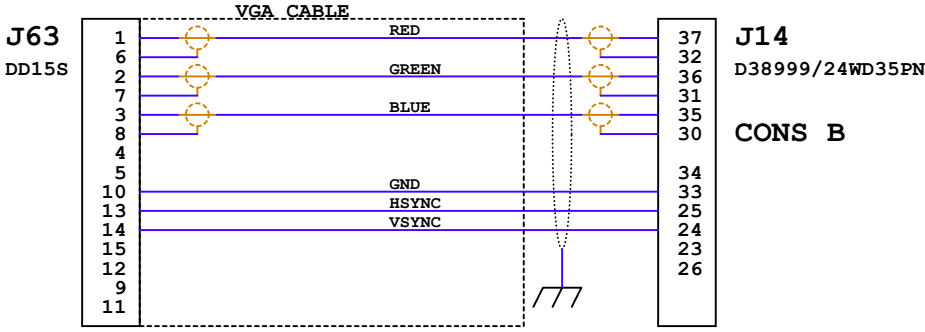 VGA CABLE
J63
DD15S
1 RED 37
6 32
2 GREEN 36
7 31
3 BLUE 35
8 30
4
5 34
10 GND 33
13 HSYNC 25
14 VSYNC 24
15 23
12 26
9
11
J14
D38999/24WD35PN
CONS B